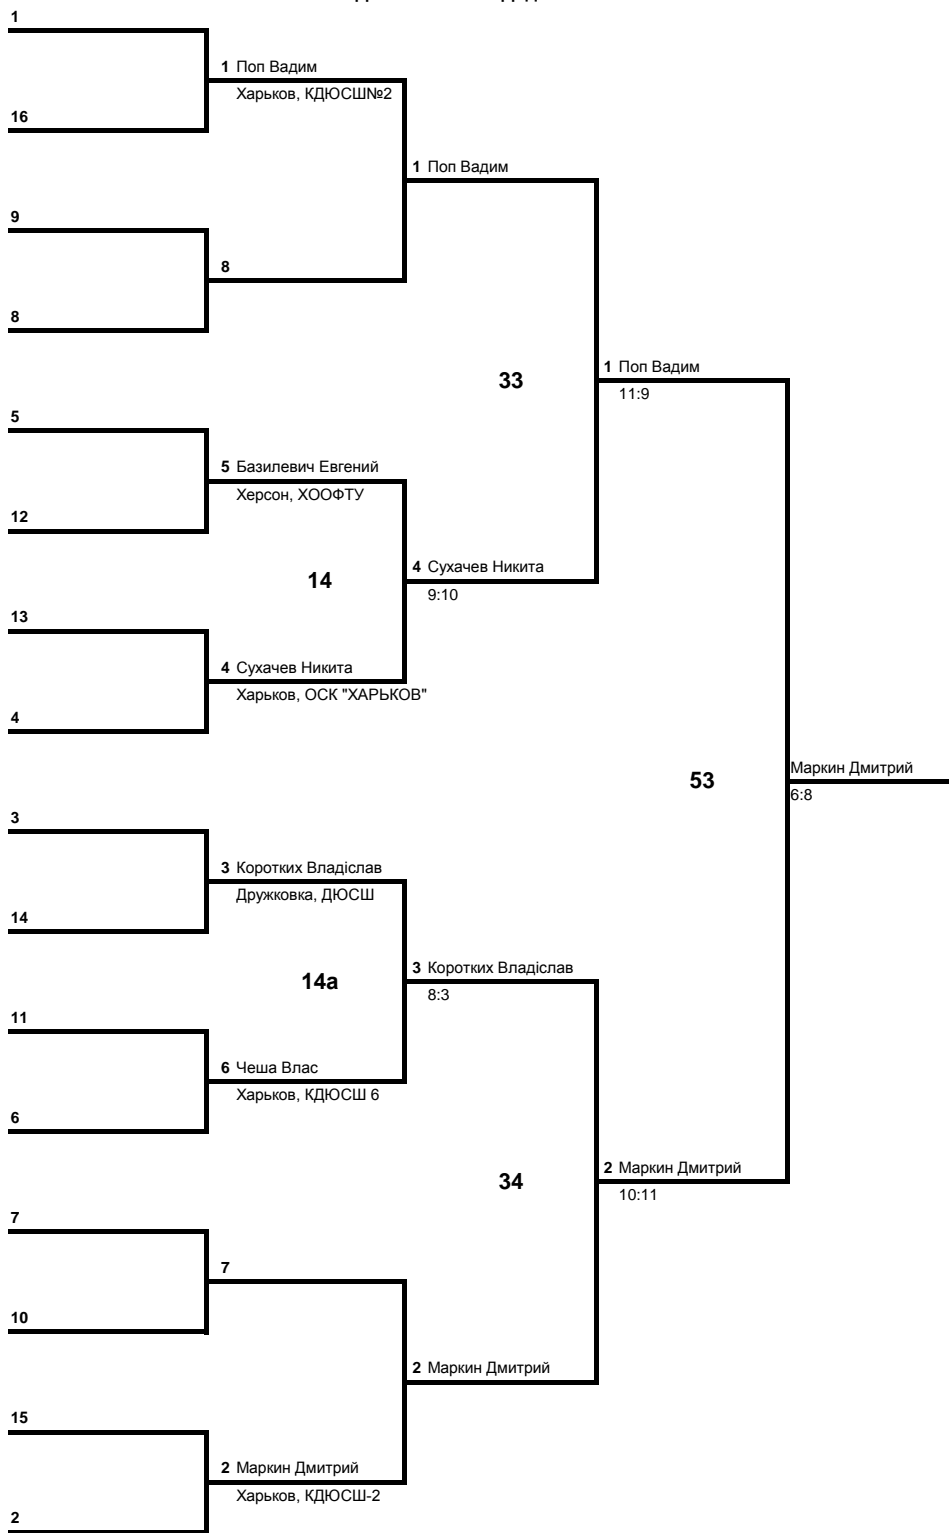 1
1 Поп Вадим
Харьков, КДЮСШ№2
16
1 Поп Вадим
9
8
8
33
1 Поп Вадим
11:9
5
5 Базилевич Евгений
Херсон, ХООФТУ
12
14
4 Сухачев Никита
9:10
13
4 Сухачев Никита
Харьков, ОСК "ХАРЬКОВ"
4
53
Маркин Дмитрий
6:8
3
3 Коротких Владіслав
Дружковка, ДЮСШ
14
14а
3 Коротких Владіслав
8:3
11
6 Чеша Влас
Харьков, КДЮСШ 6
6
34
2 Маркин Дмитрий
10:11
7
7
10
2 Маркин Дмитрий
15
2 Маркин Дмитрий
Харьков, КДЮСШ-2
2